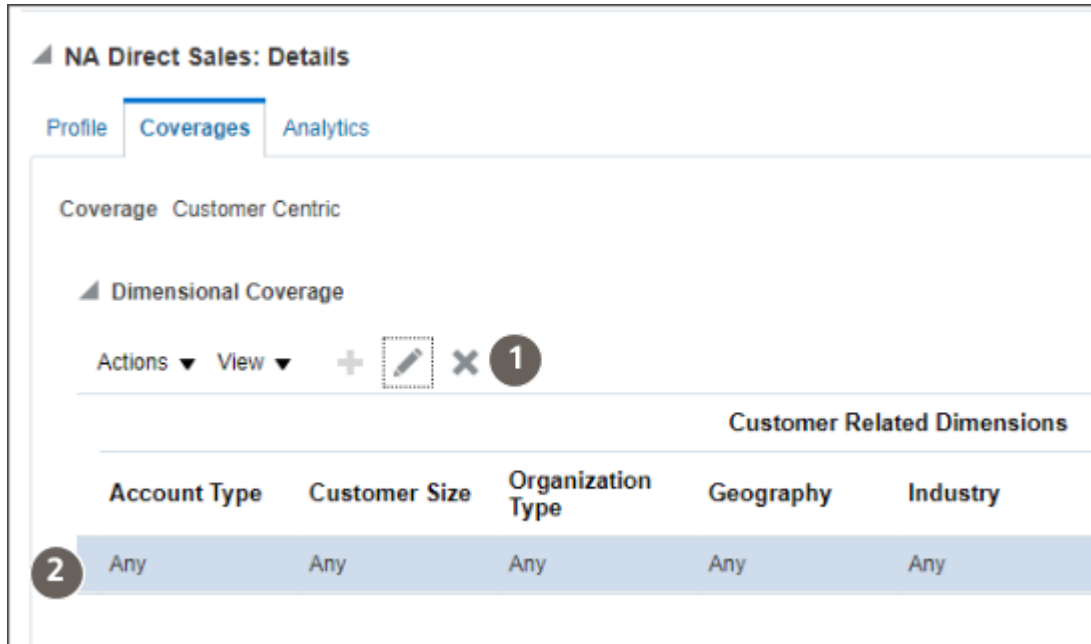 NA Direct Sales: Details
Profile Coverages Analytics
Coverage Customer Centric
Dimensional Coverage
Actions View 1
Customer Related Dimensions
Account Type Customer Size Organization Type Geography Industry
2 Any Any Any Any Any